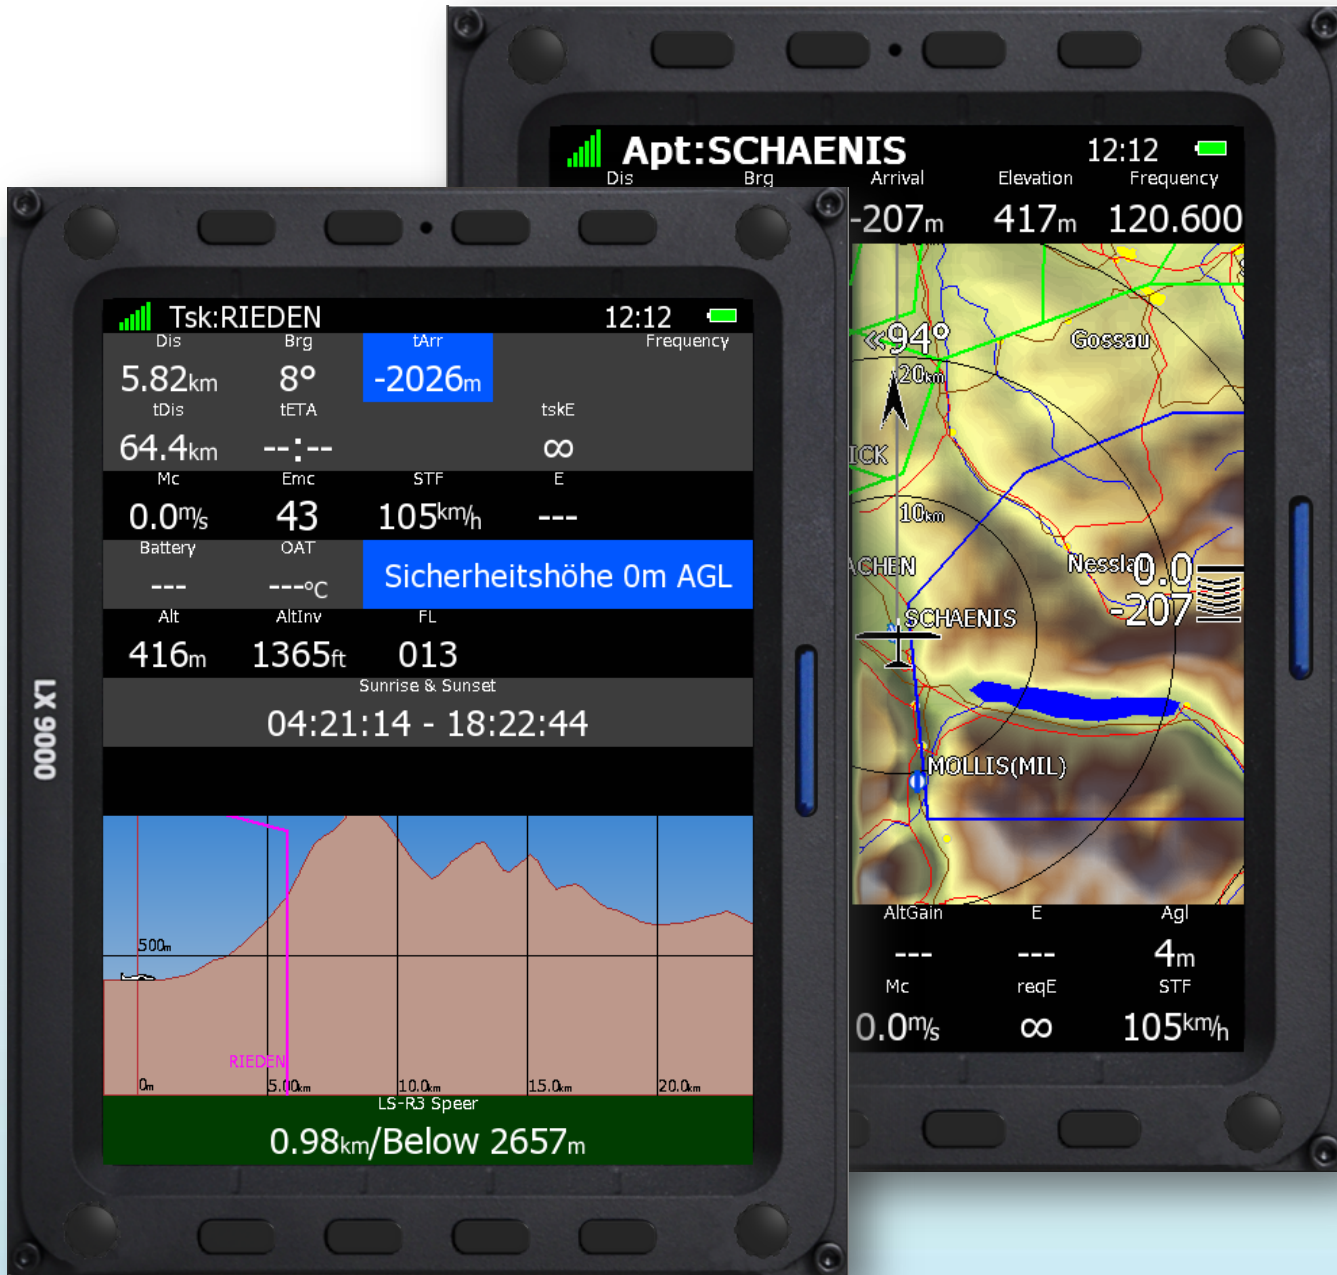 Apt:SCHAENIS 12:12
Dis Brg Arrival Elevation Frequency
-207m 417m 120.600
«94°
20km
Gossau
10km
Nesslau
0.0
-207
SCHAENIS
MOLLIS(MIL)
AltGain E Agl
--- --- 4m
Mc reqE STF
0.0m/s ∞ 105km/h
LX 9000
Tsk:RIEDEN 12:12
Dis Brg tArr Frequency
5.82km 8° -2026m
tDis tETA tskE
64.4km --:-- ∞
Mc Emc STF E
0.0m/s 43 105km/h ---
Battery OAT
--- ---°C Sicherheitshöhe 0m AGL
Alt AltInv FL
416m 1365ft 013
Sunrise & Sunset
04:21:14 - 18:22:44
500m
RIEDEN
0m 5.00km 10.0km 15.0km 20.0km
LS-R3 Speer
0.98km/Below 2657m